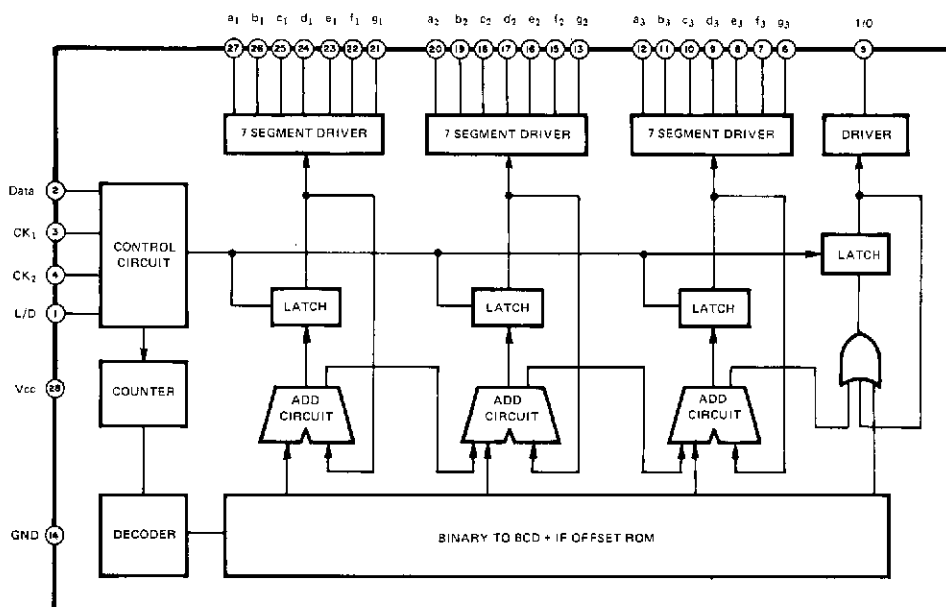 a1 b1 c1 d1 e1 f1 g1 a2 b2 c2 d2 e2 f2 g2 a3 b3 c3 d3 e3 f3 g3 1/0
27 26 25 24 23 22 21 20 19 18 17 16 15 13 12 11 10 9 8 7 6 5
7 SEGMENT DRIVER 7 SEGMENT DRIVER 7 SEGMENT DRIVER DRIVER
Data 2
CK1 3
CK2 4
L/D 1
CONTROL
CIRCUIT
LATCH
LATCH LATCH LATCH
Vcc 28
COUNTER
ADD
CIRCUIT
ADD
CIRCUIT
ADD
CIRCUIT
GND 14
DECODER
BINARY TO BCD + IF OFFSET ROM